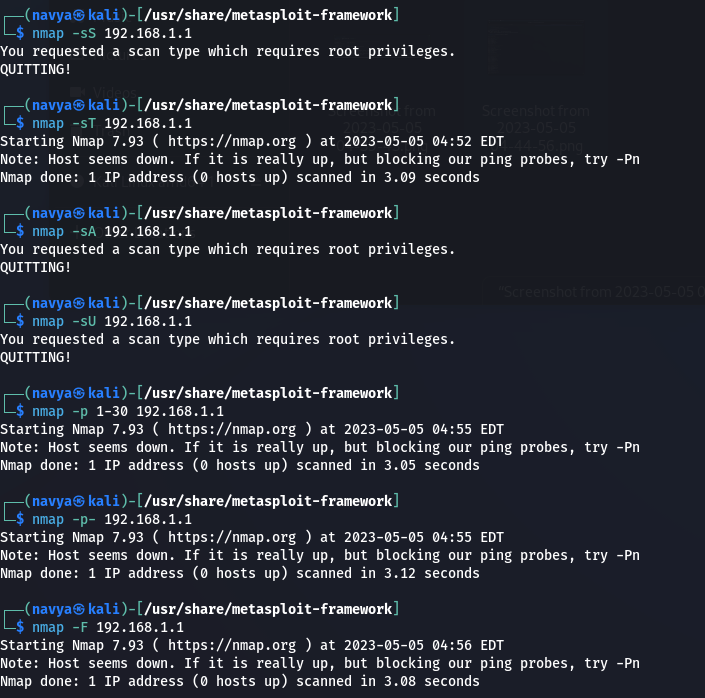 ┌──(navya㉿kali)-[/usr/share/metasploit-framework]
└─$ nmap -sS 192.168.1.1
You requested a scan type which requires root privileges.
QUITTING!
┌──(navya㉿kali)-[/usr/share/metasploit-framework]
└─$ nmap -sT 192.168.1.1
Starting Nmap 7.93 ( https://nmap.org ) at 2023-05-05 04:52 EDT
Note: Host seems down. If it is really up, but blocking our ping probes, try -Pn
Nmap done: 1 IP address (0 hosts up) scanned in 3.09 seconds
┌──(navya㉿kali)-[/usr/share/metasploit-framework]
└─$ nmap -sA 192.168.1.1
You requested a scan type which requires root privileges.
QUITTING!
┌──(navya㉿kali)-[/usr/share/metasploit-framework]
└─$ nmap -sU 192.168.1.1
You requested a scan type which requires root privileges.
QUITTING!
┌──(navya㉿kali)-[/usr/share/metasploit-framework]
└─$ nmap -p 1-30 192.168.1.1
Starting Nmap 7.93 ( https://nmap.org ) at 2023-05-05 04:55 EDT
Note: Host seems down. If it is really up, but blocking our ping probes, try -Pn
Nmap done: 1 IP address (0 hosts up) scanned in 3.05 seconds
┌──(navya㉿kali)-[/usr/share/metasploit-framework]
└─$ nmap -p- 192.168.1.1
Starting Nmap 7.93 ( https://nmap.org ) at 2023-05-05 04:55 EDT
Note: Host seems down. If it is really up, but blocking our ping probes, try -Pn
Nmap done: 1 IP address (0 hosts up) scanned in 3.12 seconds
┌──(navya㉿kali)-[/usr/share/metasploit-framework]
└─$ nmap -F 192.168.1.1
Starting Nmap 7.93 ( https://nmap.org ) at 2023-05-05 04:56 EDT
Note: Host seems down. If it is really up, but blocking our ping probes, try -Pn
Nmap done: 1 IP address (0 hosts up) scanned in 3.08 seconds